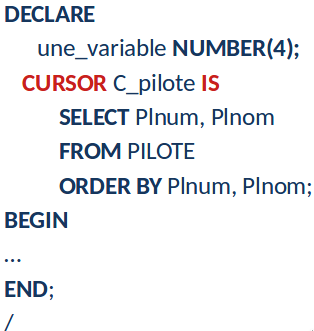 DECLARE
une_variable NUMBER(4);
CURSOR C_pilote IS
SELECT Plnum, Plnom
FROM PILOTE
ORDER BY Plnum, Plnom;
BEGIN
...
END;
/